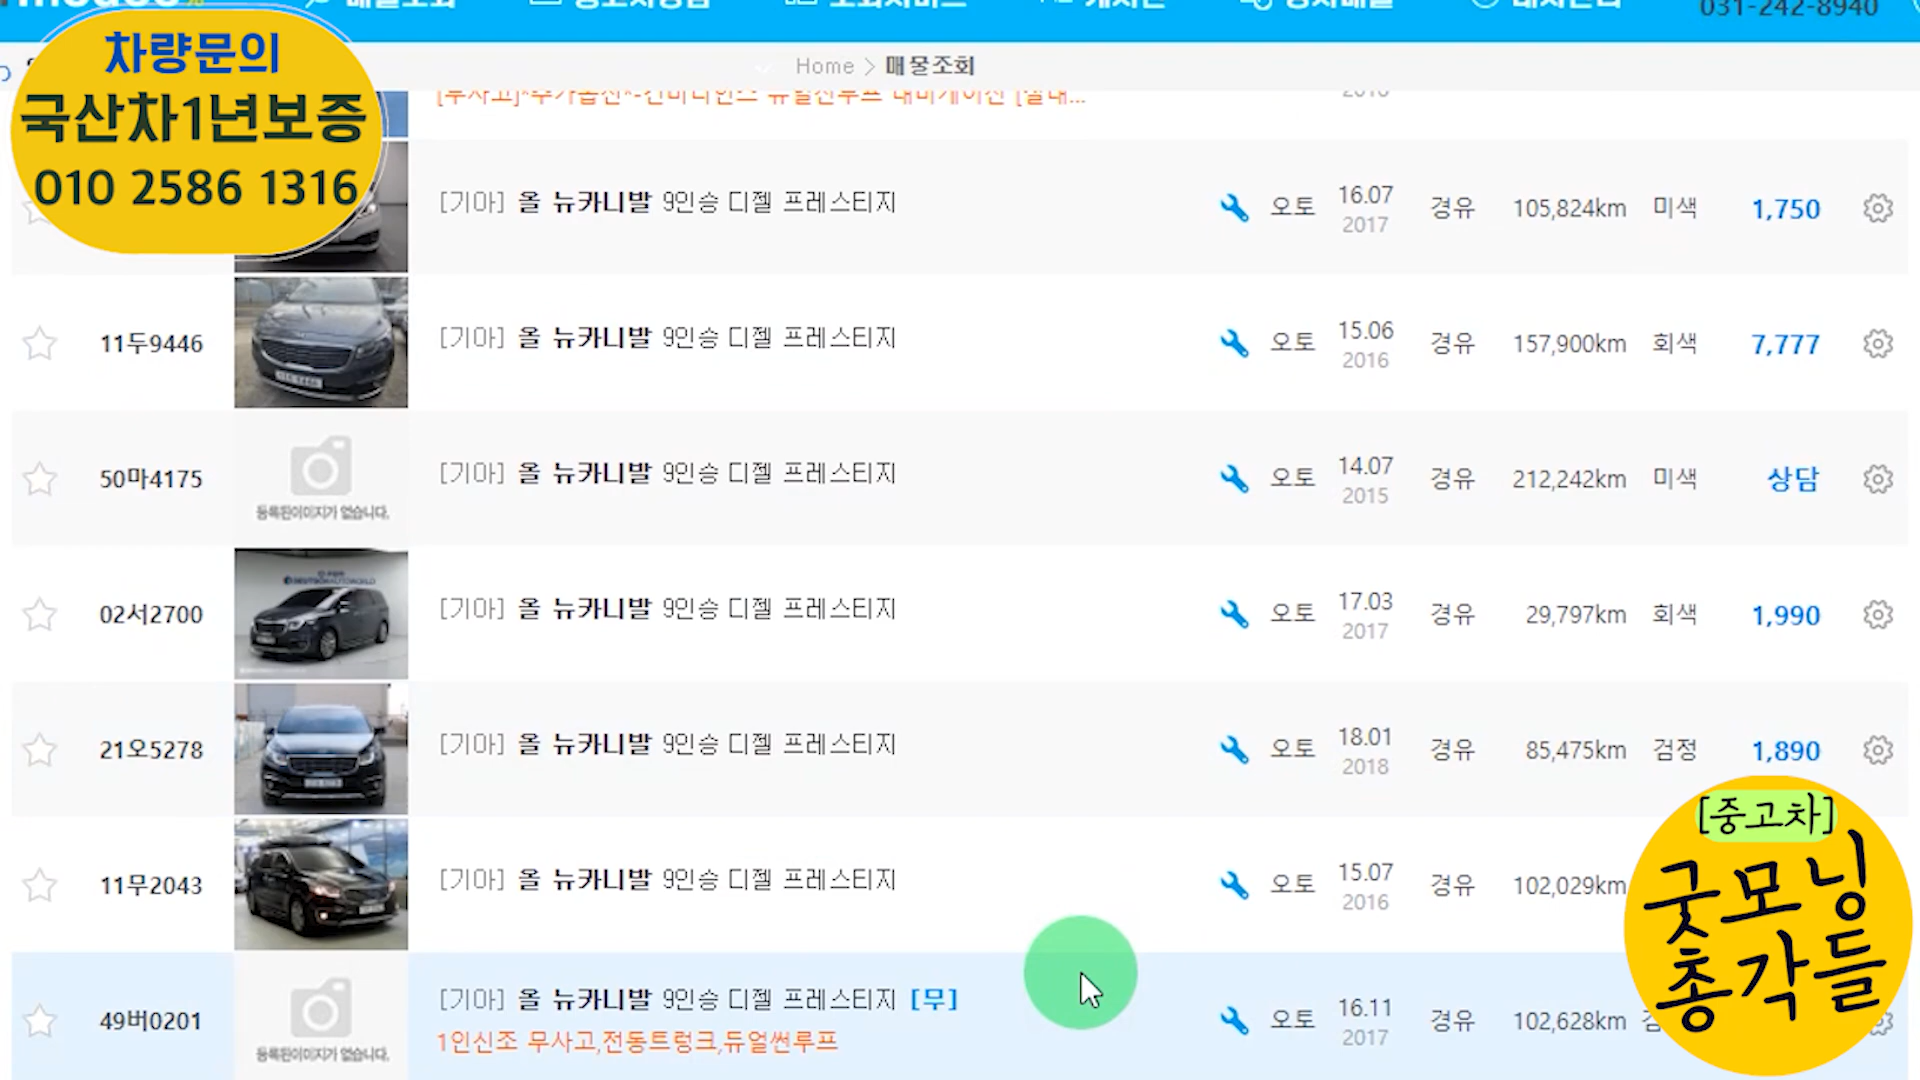 매물조회
031-242-8940
차량문의
국산차1년보증
010 2586 1316
Home > 매물조회
[기아] 올 뉴카니발 9인승 디젤 프레스티지 오토 16.07 2017 경유 105,824km 미색 1,750
11두9446 [기아] 올 뉴카니발 9인승 디젤 프레스티지 오토 15.06 2016 경유 157,900km 회색 7,777
50마4175 등록된이미지가 없습니다. [기아] 올 뉴카니발 9인승 디젤 프레스티지 오토 14.07 2015 경유 212,242km 미색 상담
02서2700 [기아] 올 뉴카니발 9인승 디젤 프레스티지 오토 17.03 2017 경유 29,797km 회색 1,990
21오5278 [기아] 올 뉴카니발 9인승 디젤 프레스티지 오토 18.01 2018 경유 85,475km 검정 1,890
11무2043 [기아] 올 뉴카니발 9인승 디젤 프레스티지 오토 15.07 2016 경유 102,029km
49버0201 등록된이미지가 없습니다. [기아] 올 뉴카니발 9인승 디젤 프레스티지 [무] 오토 16.11 2017 경유 102,628km
1인신조 무사고,전동트렁크,듀얼썬루프
[중고차]
굿모닝
총각들